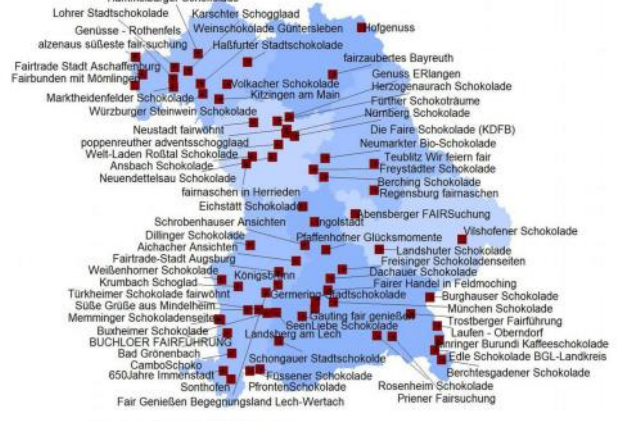 Lohrer Stadtschokolade
Karschter Schogglaad
Genüsse - Rothenfels
Weinschokolade Güntersleben
Hofgenuss
alzenaus süßeste fair-suchung
Haßfurter Stadtschokolade
fairzaubertes Bayreuth
Fairtrade Stadt Aschaffenburg
Genuss ERlangen
Fairbunden mit Mömlingen
Volkacher Schokolade
Herzogenaurach Schokolade
Marktheidenfelder Schokolade
Kitzingen am Main
Fürther Schokoträume
Würzburger Steinwein Schokolade
Nürnberg Schokolade
Neustadt fairwöhnt
Die Faire Schokolade (KDFB)
poppenreuther adventsschogglaad
Neumarkter Bio-Schokolade
Welt-Laden Roßtal Schokolade
Teublitz Wir feiern fair
Ansbach Schokolade
Freystädter Schokolade
Neuendettelsau Schokolade
Berching Schokolade
fairnaschen in Herrieden
Regensburg fairnaschen
Eichstätt Schokolade
Abensberger FAIRSuchung
Schrobenhauser Ansichten
Ingolstadt
Vilshofener Schokolade
Dillinger Schokolade
Pfaffenhofner Glücksmomente
Aichacher Ansichten
Landshuter Schokolade
Fairtrade-Stadt Augsburg
Freisinger Schokoladenseiten
Weißenhorner Schokolade
Königsbrunn
Dachauer Schokolade
Krumbach Schoglad
Fairer Handel in Feldmoching
Türkheimer Schokolade fairwöhnt
Germering Stadtschokolade
Burghauser Schokolade
Süße Grüße aus Mindelheim
München Schokolade
Memminger Schokoladenseiten
Gauting fair genießen
Trostberger Fairführung
Buxheimer Schokolade
SeenLiebe Schokolade
Laufen - Oberndorf
BUCHLOER FAIRFÜHRUNG
Landsberg am Lech
Burundi Kaffeeschokolade
Bad Grönenbach
Schongauer Stadtschokolde
Edle Schokolade BGL-Landkreis
CamboSchoko
Berchtesgadener Schokolade
650Jahre Immenstadt
Füssener Schokolade
Sonthofen
PfrontenSchokolade
Rosenheim Schokolade
Fair Genießen Begegnungsland Lech-Wertach
Priener Fairsuchung